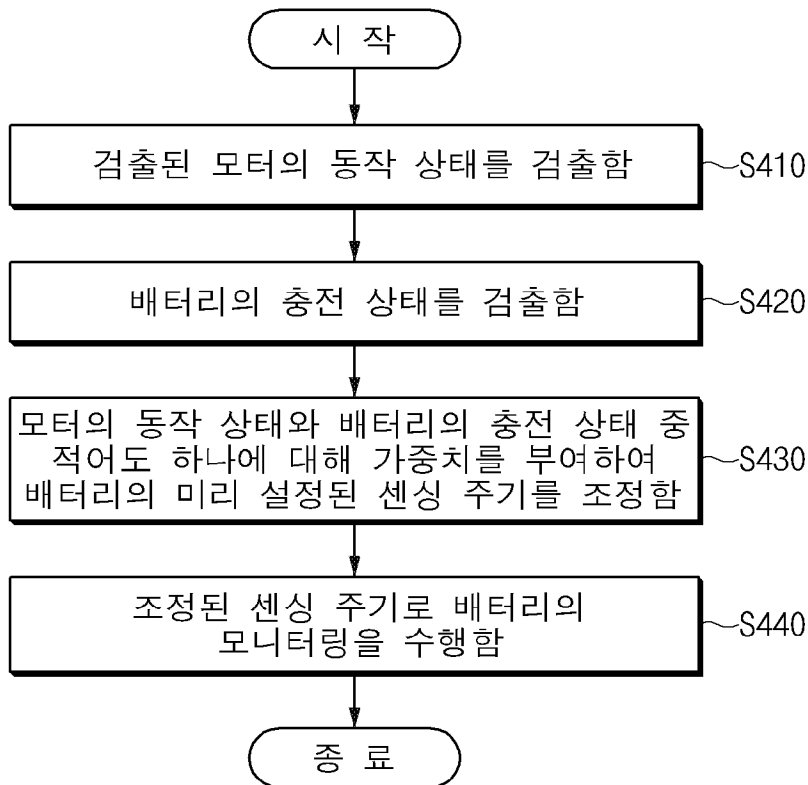 시 작
검출된 모터의 동작 상태를 검출함
S410
배터리의 충전 상태를 검출함
S420
모터의 동작 상태와 배터리의 충전 상태 중
적어도 하나에 대해 가중치를 부여하여
배터리의 미리 설정된 센싱 주기를 조정함
S430
조정된 센싱 주기로 배터리의
모니터링을 수행함
S440
종 료